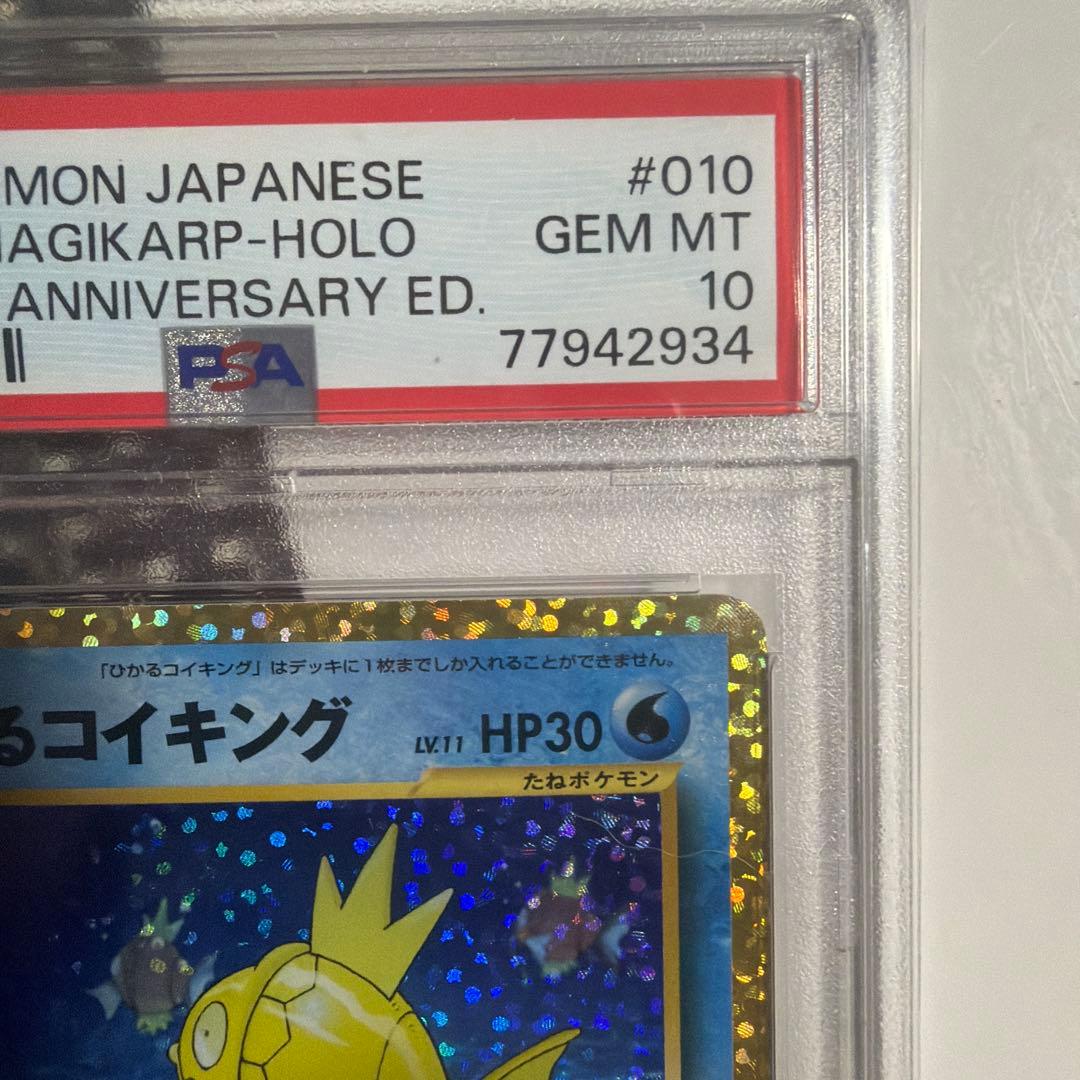 MON JAPANESE #010
AGIKARP-HOLO GEM MT
ANNIVERSARY ED. 10
PSA 77942934
「ひかるコイキング」はデッキに1枚までしか入れることができません。
るコイキング LV.11 HP30
たねポケモン